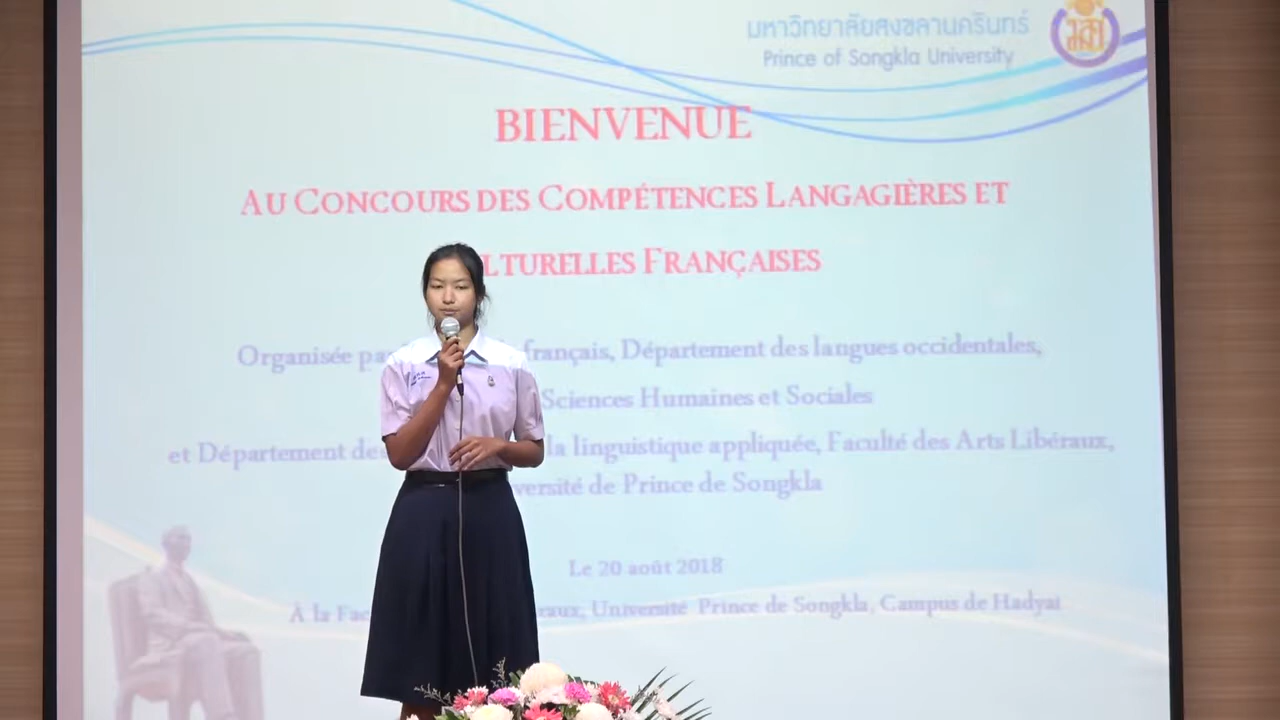 มหาวิทยาลัยสงขลานครินทร์
Prince of Songkla University
BIENVENUE
AU CONCOURS DES COMPÉTENCES LANGAGIÈRES ET
LTURELLES FRANÇAISES
Organisée pa français, Département des langues occidentales,
Sciences Humaines et Sociales
et Département de la linguistique appliquée, Faculté des Arts Libéraux,
versité de Prince de Songkla
Le 20 août 2018
À la Fac raux, Université Prince de Songkla, Campus de Hadyai